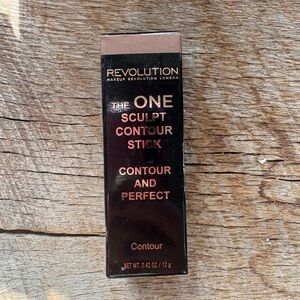 REVOLUTION
MAKEUP REVOLUTION LONDON
THE ONE
SCULPT
CONTOUR
STICK
CONTOUR
AND
PERFECT
Contour
NET WT. 0.42 OZ / 12 g